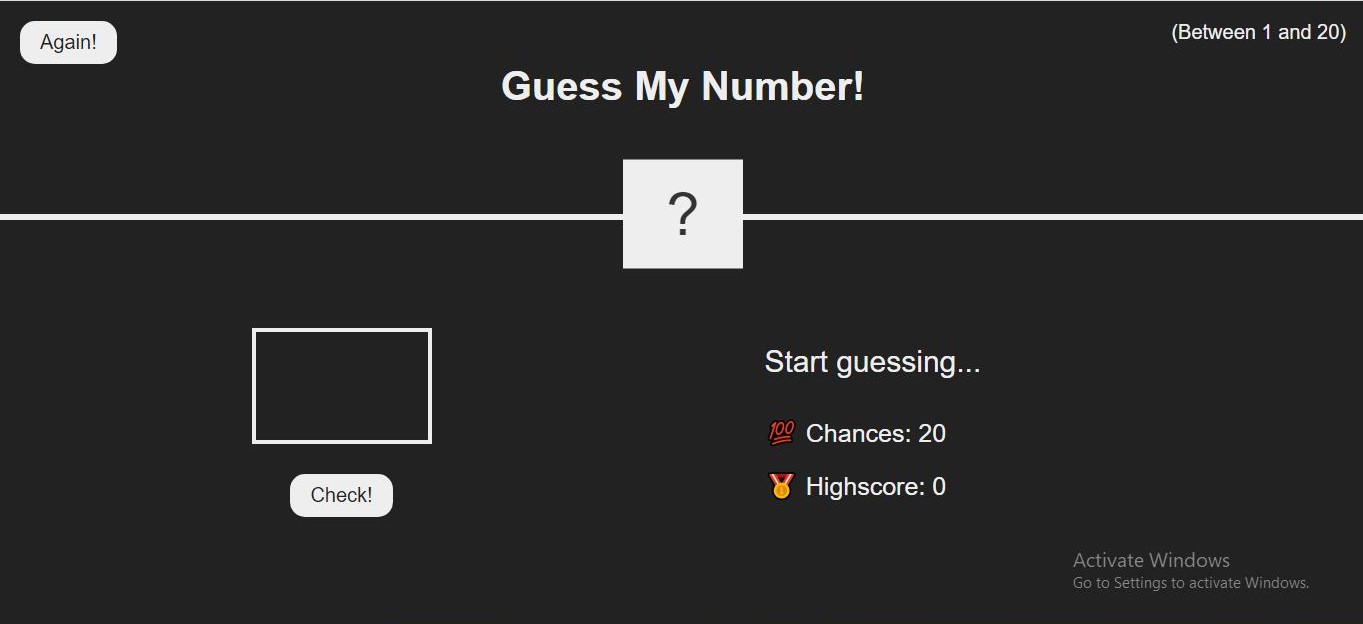 Again!
(Between 1 and 20)
Guess My Number!
?
Start guessing...
💯 Chances: 20
🥇 Highscore: 0
Check!
Activate Windows
Go to Settings to activate Windows.